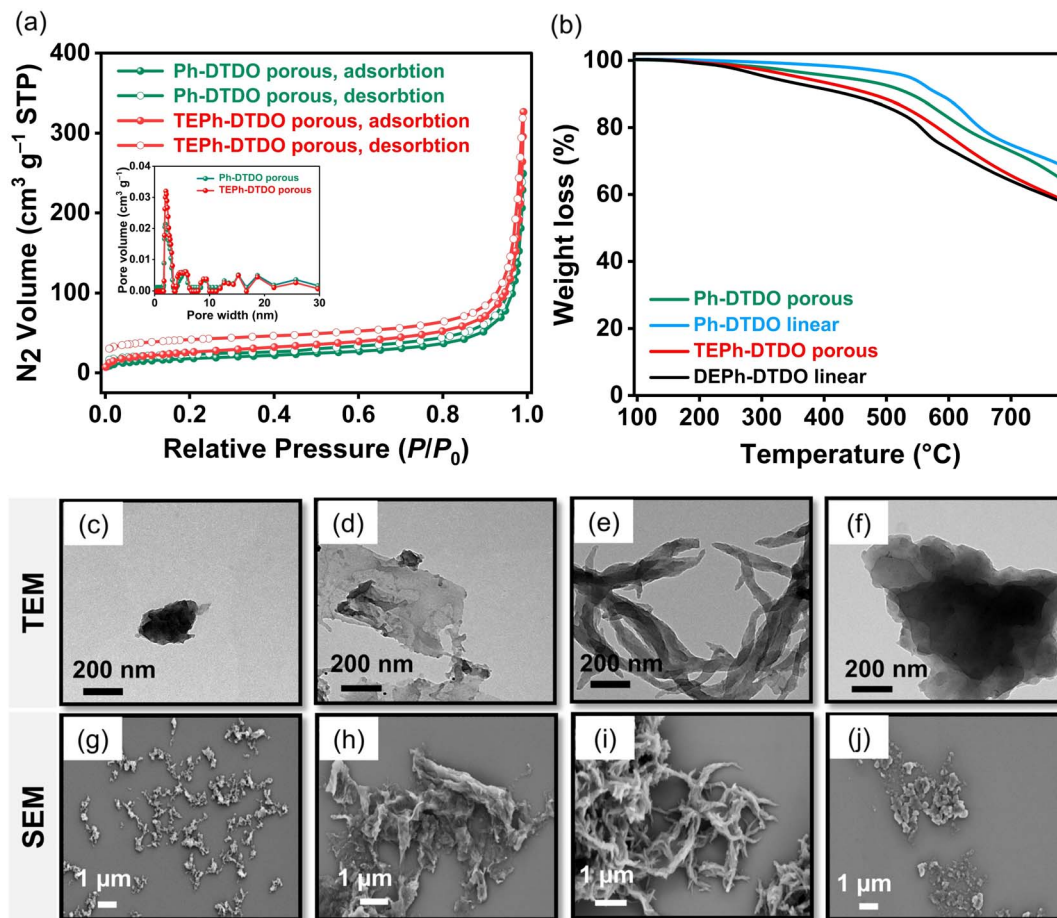 (a)
N2 Volume (cm³ g⁻¹ STP)
400
300
200
100
0
Ph-DTDO porous, adsorbtion
Ph-DTDO porous, desorbtion
TEPh-DTDO porous, adsorbtion
TEPh-DTDO porous, desorbtion
Pore volume (cm³ g⁻¹)
0.04
0.03
0.02
0.01
0.00
Ph-DTDO porous
TEPh-DTDO porous
0 10 20 30
Pore width (nm)
0.0 0.2 0.4 0.6 0.8 1.0
Relative Pressure (P/P₀)
(b)
Weight loss (%)
100
80
60
40
20
0
Ph-DTDO porous
Ph-DTDO linear
TEPh-DTDO porous
DEPh-DTDO linear
100 200 300 400 500 600 700
Temperature (°C)
TEM
(c)
200 nm
(d)
200 nm
(e)
200 nm
(f)
200 nm
SEM
(g)
1 µm
(h)
1 µm
(i)
1 µm
(j)
1 µm